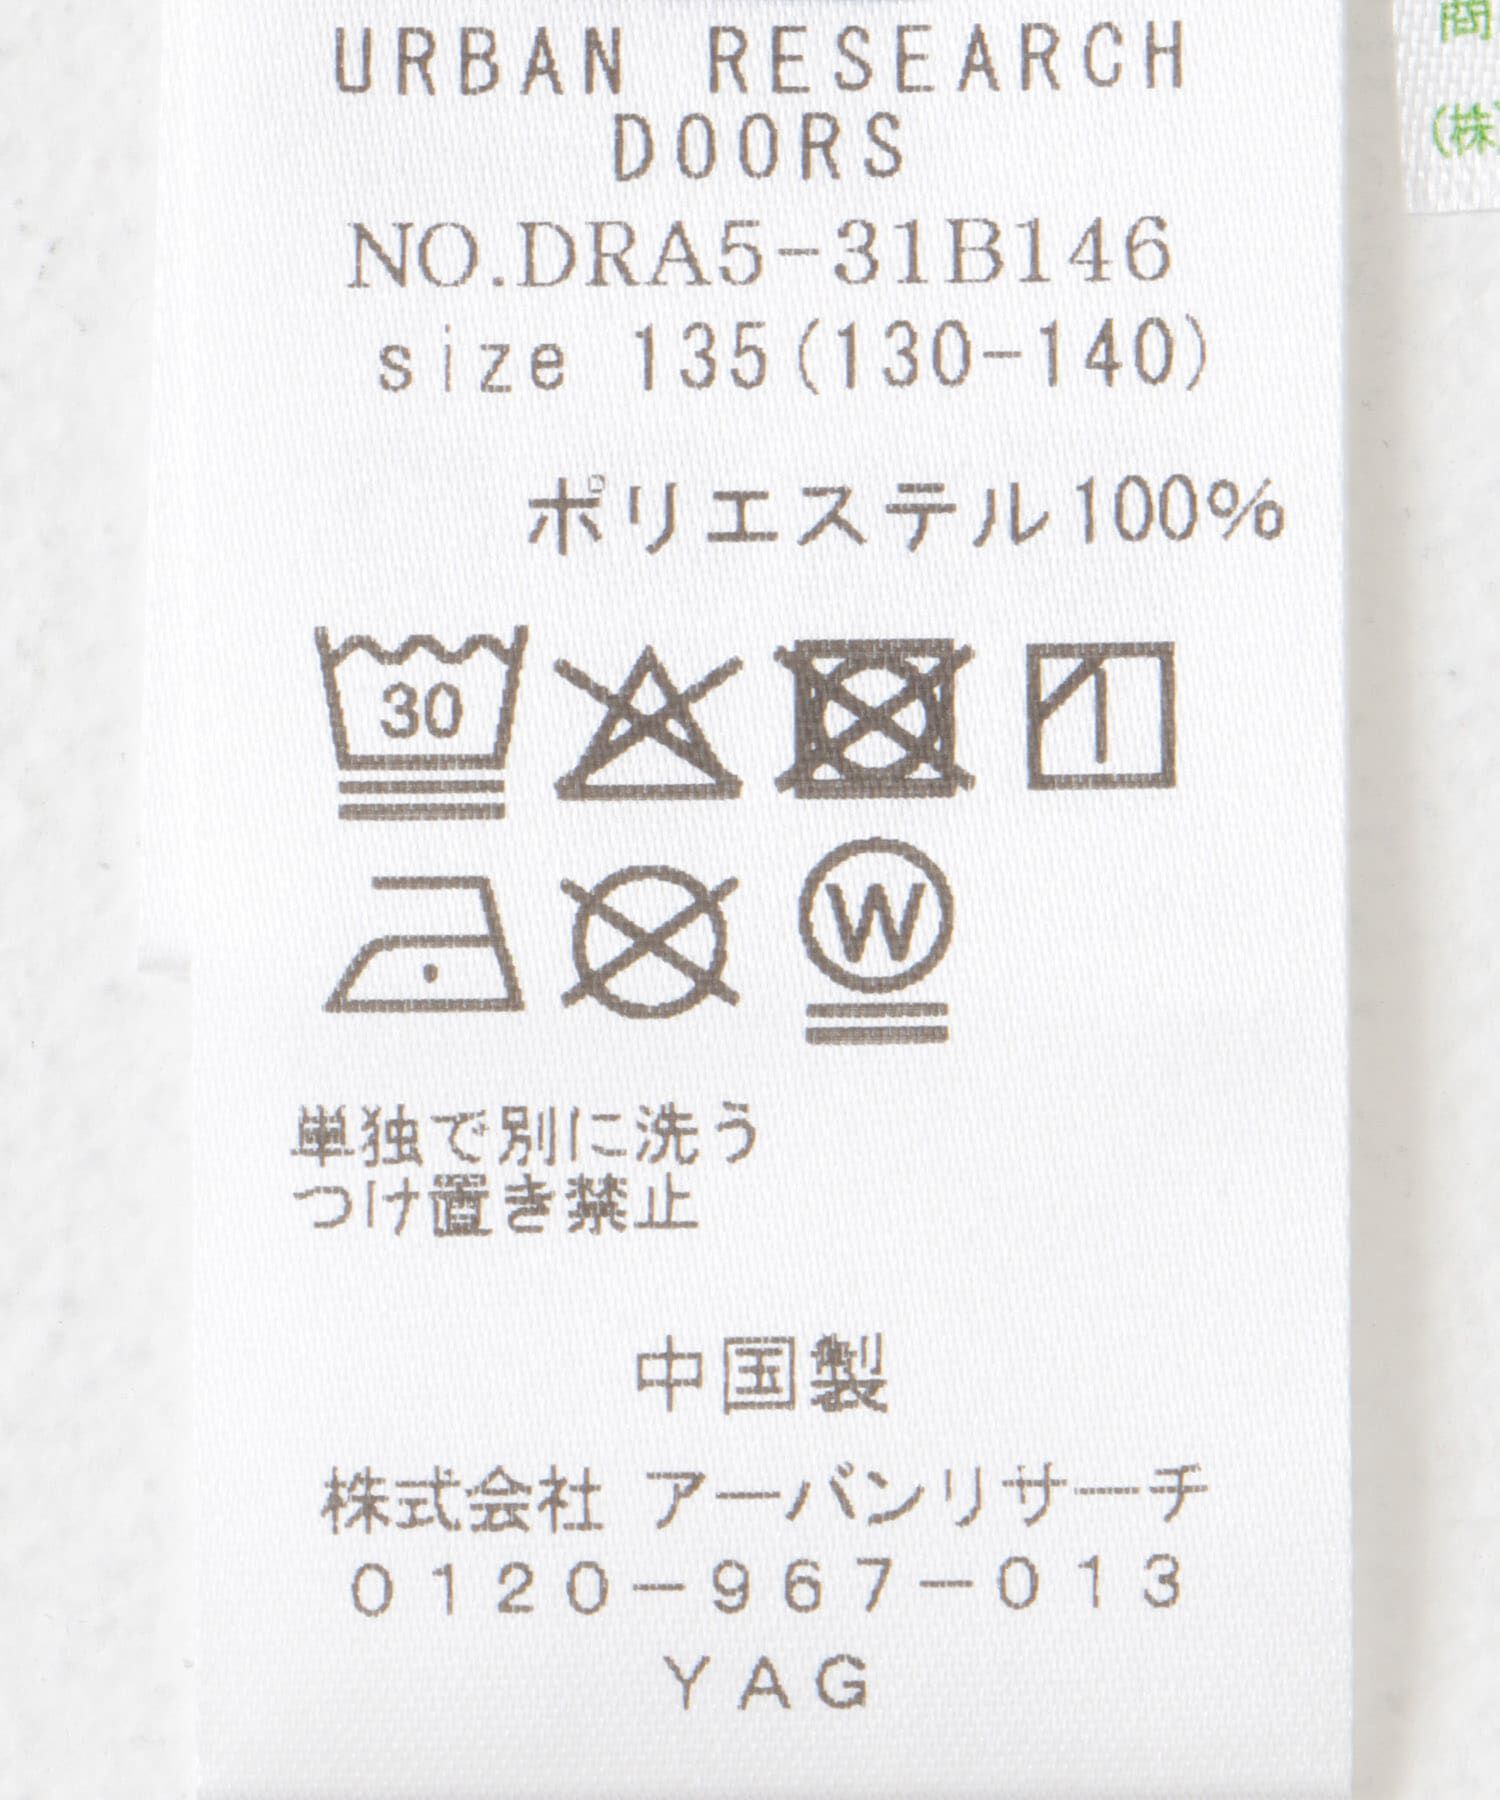 URBAN RESEARCH
DOORS
NO.DRA5-31B146
size 135(130-140)
ポリエステル100%
30
W
単独で別に洗う
つけ置き禁止
中国製
株式会社 アーバンリサーチ
0120-967-013
YAG
商
(株)